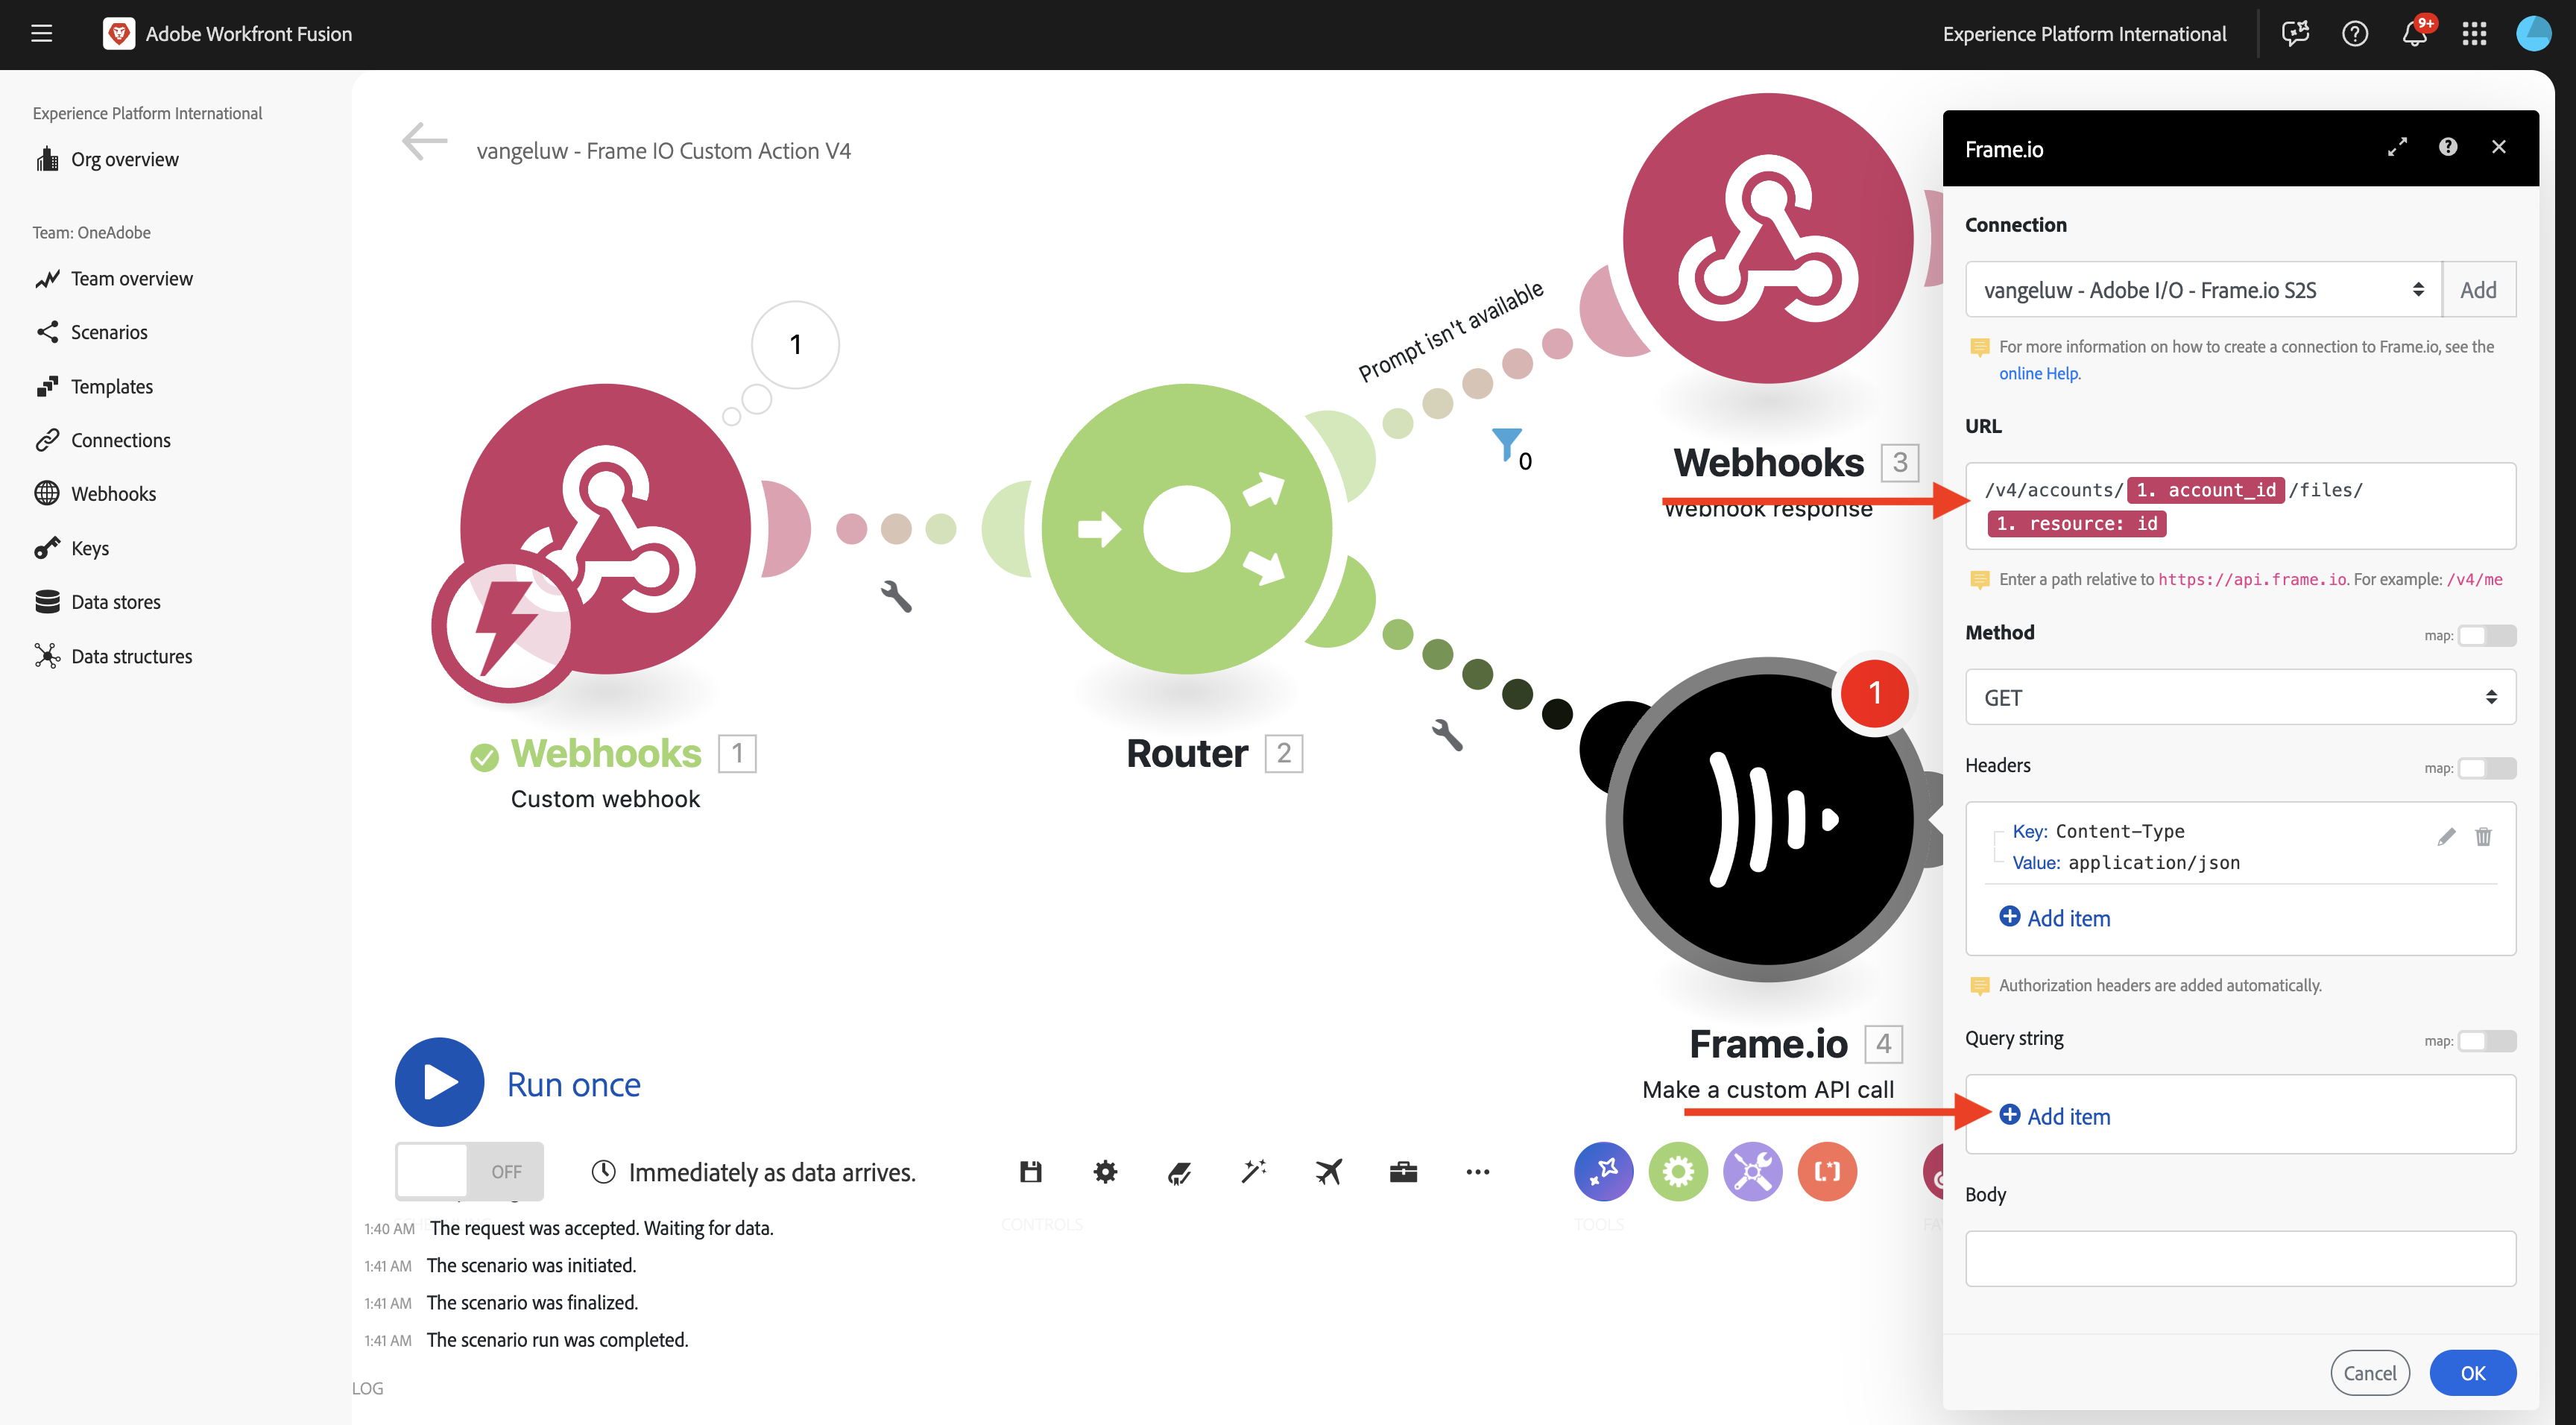 Adobe Workfront Fusion
Experience Platform International
9+
Experience Platform International
Org overview
Team: OneAdobe
Team overview
Scenarios
Templates
Connections
Webhooks
Keys
Data stores
Data structures
vangeluw - Frame IO Custom Action V4
1
Webhooks 1
Custom webhook
Router 2
Prompt isn't available
0
Webhooks 3
Webhook response
1
Frame.io 4
Make a custom API call
Run once
OFF
Immediately as data arrives.
[.*]
CONTROLS
TOOLS
FA
1:40 AM The request was accepted. Waiting for data.
1:41 AM The scenario was initiated.
1:41 AM The scenario was finalized.
1:41 AM The scenario run was completed.
LOG
Frame.io
Connection
vangeluw - Adobe I/O - Frame.io S2S
Add
For more information on how to create a connection to Frame.io, see the
online Help.
URL
/v4/accounts/ 1. account_id /files/
1. resource: id
Enter a path relative to https://api.frame.io. For example: /v4/me
Method
map:
GET
Headers
map:
Key: Content-Type
Value: application/json
Add item
Authorization headers are added automatically.
Query string
map:
Add item
Body
Cancel
OK